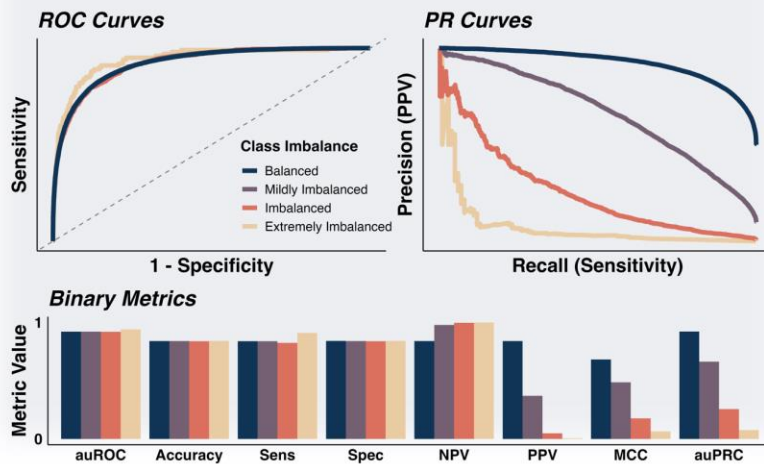 ROC Curves
PR Curves
Sensitivity
Class Imbalance
Balanced
Mildly Imbalanced
Imbalanced
Extremely Imbalanced
1 - Specificity
Precision (PPV)
Recall (Sensitivity)
Binary Metrics
Metric Value
1
0
auROC Accuracy Sens Spec NPV PPV MCC auPRC